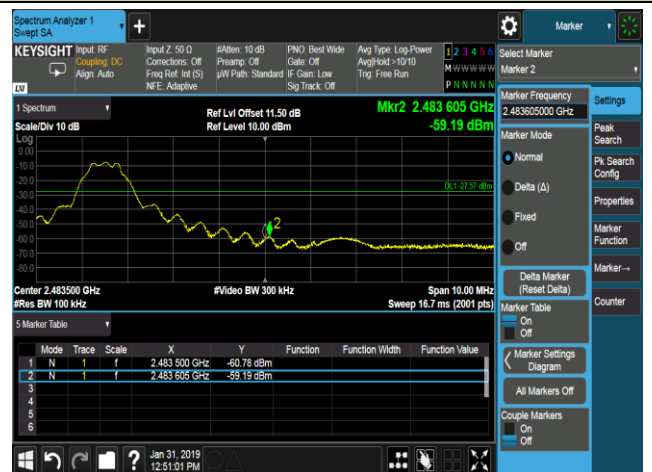 Spectrum Analyzer 1
Swept SA
+
Marker
KEYSIGHT
Input: RF
Coupling: DC
Align: Auto
Input Z: 50 Ω
Corrections: Off
Freq Ref: Int (S)
NFE: Adaptive
#Atten: 10 dB
Preamp: Off
µW Path: Standard
PNO: Best Wide
Gate: Off
IF Gain: Low
Sig Track: Off
Avg Type: Log-Power
Avg|Hold:>10/10
Trig: Free Run
1 2 3 4 5 6
M W W W W W
P N N N N N
LXI
1 Spectrum
Scale/Div 10 dB
Ref Lvl Offset 11.50 dB
Ref Level 10.00 dBm
Mkr2 2.483 605 GHz
-59.19 dBm
Log
0.00
-10.0
-20.0
-30.0
-40.0
-50.0
-60.0
-70.0
-80.0
DL1 -27.57 dBm
2
Center 2.483500 GHz
#Res BW 100 kHz
#Video BW 300 kHz
Span 10.00 MHz
Sweep 16.7 ms (2001 pts)
5 Marker Table
Mode Trace Scale X Y Function Function Width Function Value
1 N 1 f 2.483 500 GHz -60.78 dBm
2 N 1 f 2.483 605 GHz -59.19 dBm
3
4
5
6
?
Jan 31, 2019
12:51:01 PM
Select Marker
Marker 2
Marker Frequency
2.483605000 GHz
Marker Mode
Normal
Delta (Δ)
Fixed
Off
Delta Marker
(Reset Delta)
Marker Table
On
Off
Marker Settings
Diagram
All Markers Off
Couple Markers
On
Off
Settings
Peak
Search
Pk Search
Config
Properties
Marker
Function
Marker→
Counter